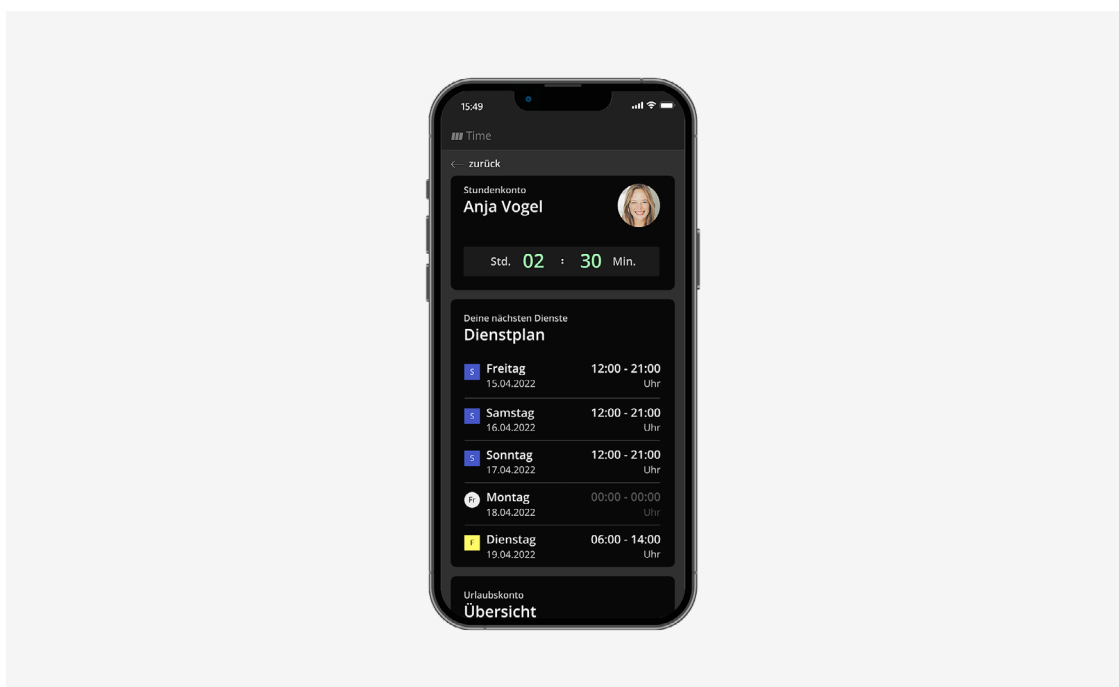 15:49
Time
zurück
Stundenkonto
Anja Vogel
Std. 02 : 30 Min.
Deine nächsten Dienste
Dienstplan
S Freitag 12:00 - 21:00
15.04.2022 Uhr
S Samstag 12:00 - 21:00
16.04.2022 Uhr
S Sonntag 12:00 - 21:00
17.04.2022 Uhr
Fr Montag 00:00 - 00:00
18.04.2022 Uhr
F Dienstag 06:00 - 14:00
19.04.2022 Uhr
Urlaubskonto
Übersicht